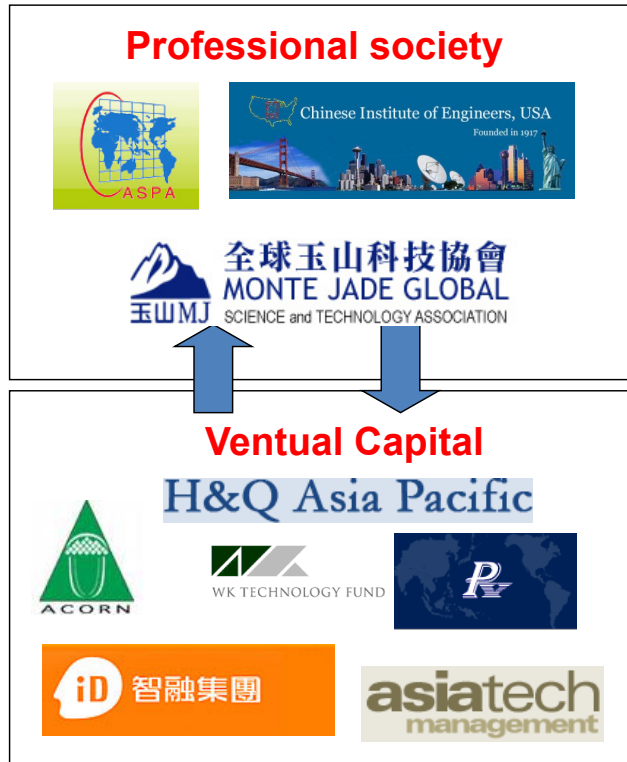 Professional society
ASPA
Chinese Institute of Engineers, USA
Founded in 1917
全球玉山科技協會
MONTE JADE GLOBAL
玉山MJ SCIENCE and TECHNOLOGY ASSOCIATION
Ventual Capital
H&Q Asia Pacific
ACORN
WK TECHNOLOGY FUND
iD 智融集團
asiatech
management